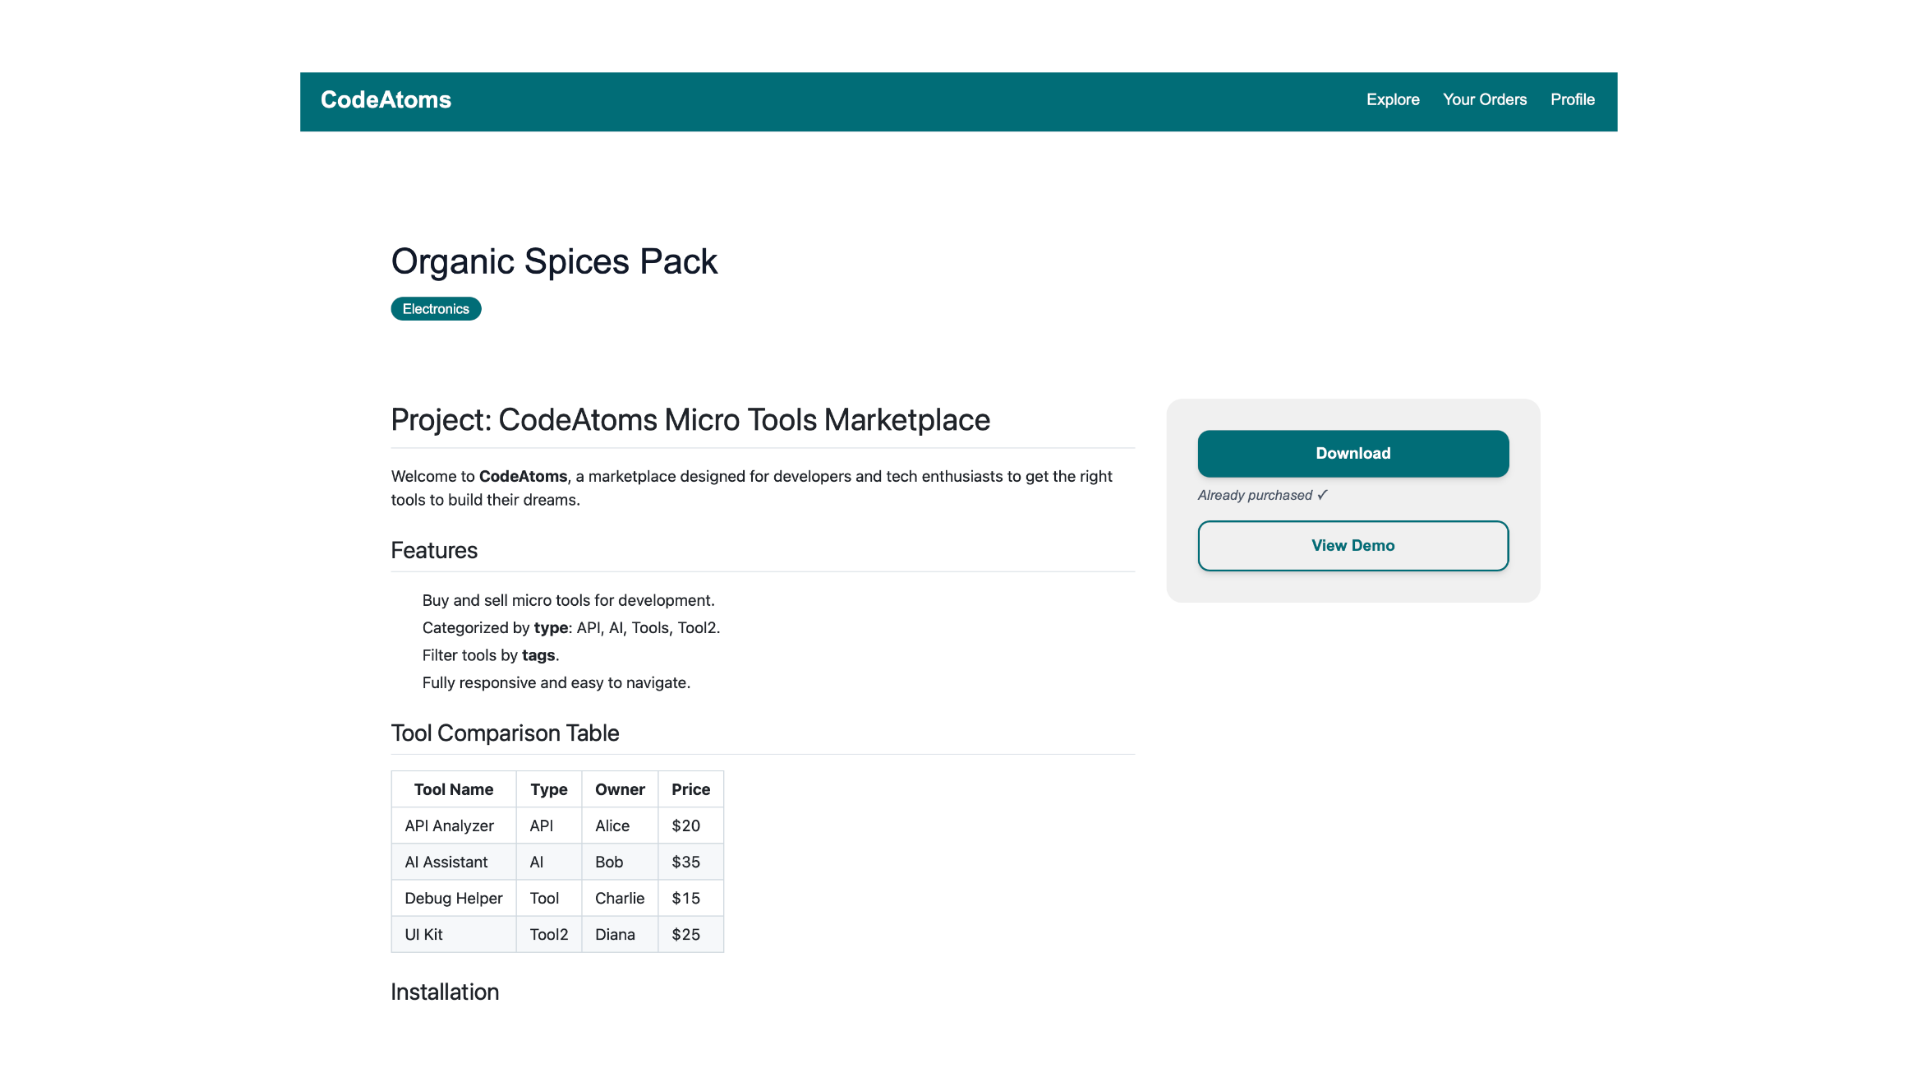 CodeAtoms
Explore Your Orders Profile
Organic Spices Pack
Electronics
Project: CodeAtoms Micro Tools Marketplace
Welcome to CodeAtoms, a marketplace designed for developers and tech enthusiasts to get the right
tools to build their dreams.
Features
Buy and sell micro tools for development.
Categorized by type: API, AI, Tools, Tool2.
Filter tools by tags.
Fully responsive and easy to navigate.
Tool Comparison Table
Tool Name Type Owner Price
API Analyzer API Alice $20
AI Assistant AI Bob $35
Debug Helper Tool Charlie $15
UI Kit Tool2 Diana $25
Installation
Download
Already purchased ✓
View Demo